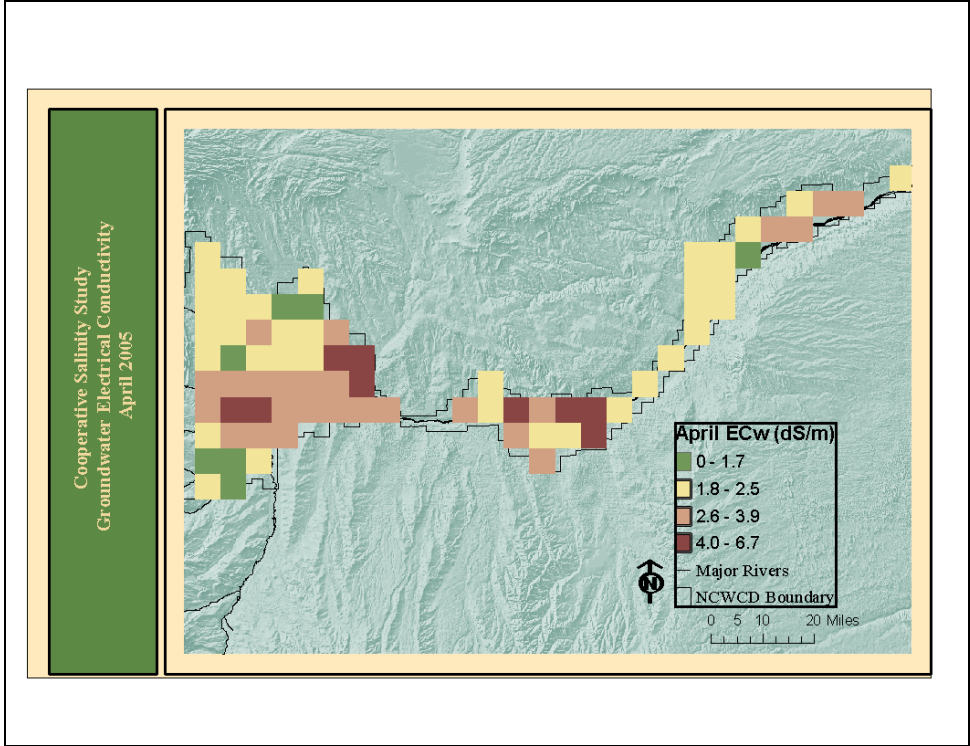 Cooperative Salinity Study
Groundwater Electrical Conductivity
April 2005
April ECw (dS/m)
0 - 1.7
1.8 - 2.5
2.6 - 3.9
4.0 - 6.7
Major Rivers
NCWCD Boundary
N
0 5 10 20 Miles